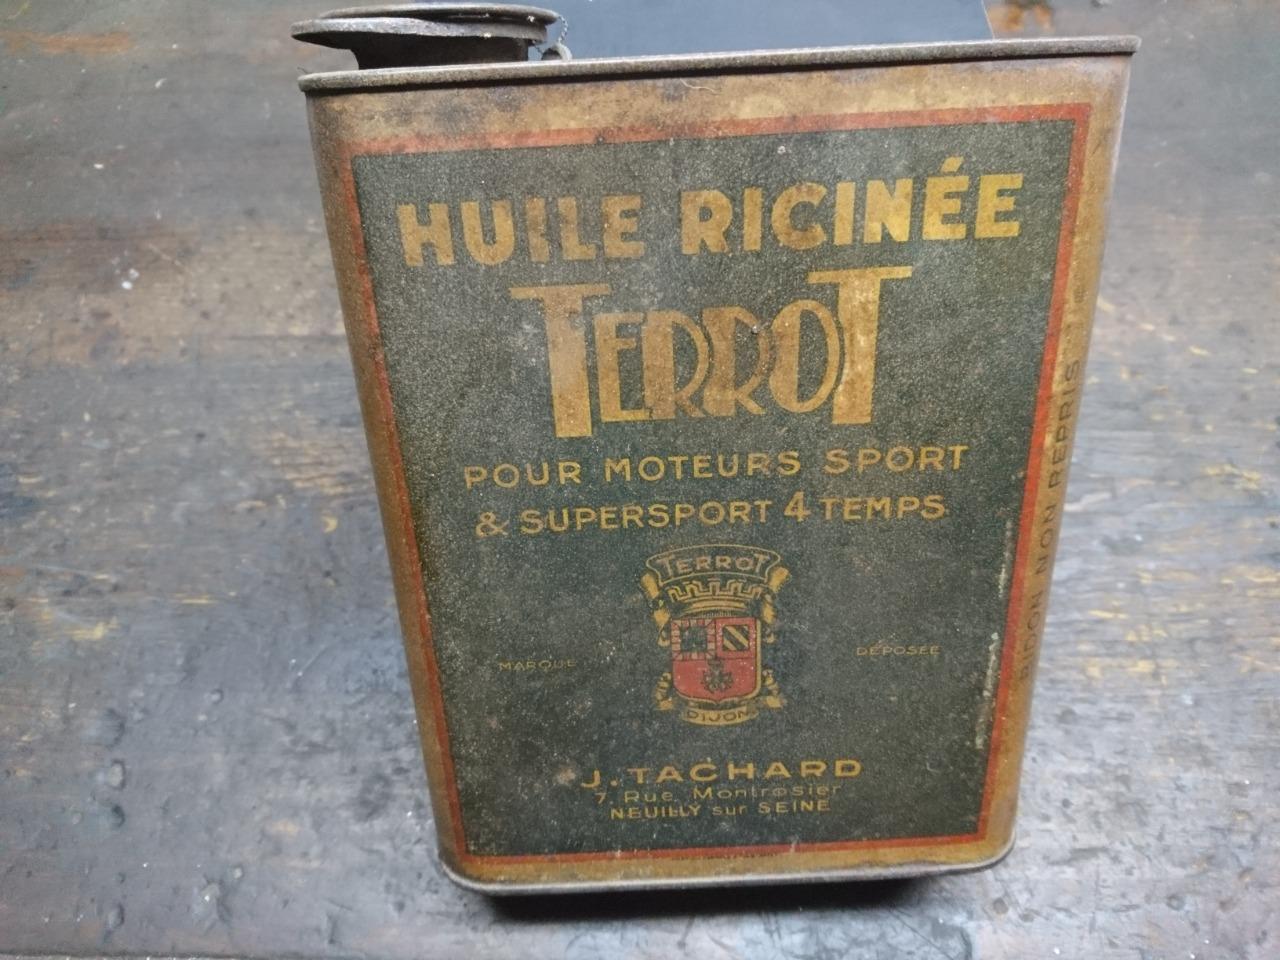 HUILE RICINÉE
TERROT
POUR MOTEURS SPORT
& SUPERSPORT 4 TEMPS
TERROT
MARQUE
DÉPOSÉE
DIJON
J. TACHARD
7 Rue Montrosier
NEUILLY sur SEINE
BIDON NON REPRIS